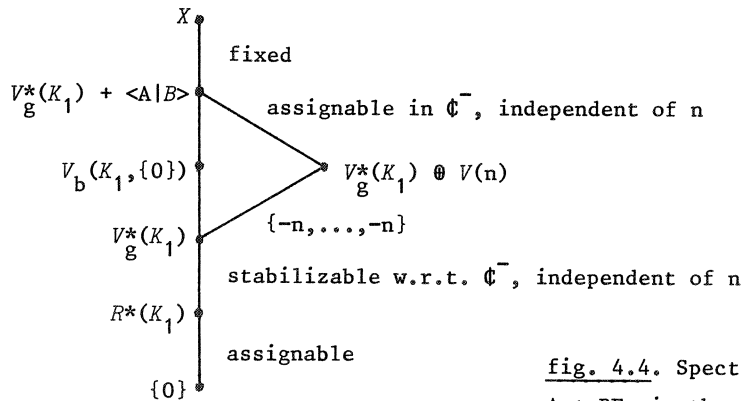 X
fixed
V*g(K1) + <A|B>
assignable in ₵⁻, independent of n
Vb(K1,{0})
V*g(K1) ⊕ V(n)
{-n,...,-n}
V*g(K1)
stabilizable w.r.t. ₵⁻, independent of n
R*(K1)
assignable
{0}
fig. 4.4. Spect